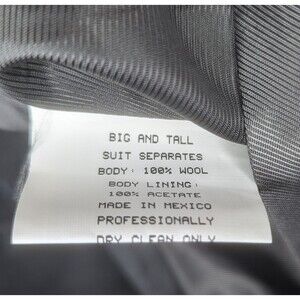 BIG AND TALL
SUIT SEPARATES
BODY: 100% WOOL
BODY LINING:
100% ACETATE
MADE IN MEXICO
PROFESSIONALLY
DRY CLEAN ONLY